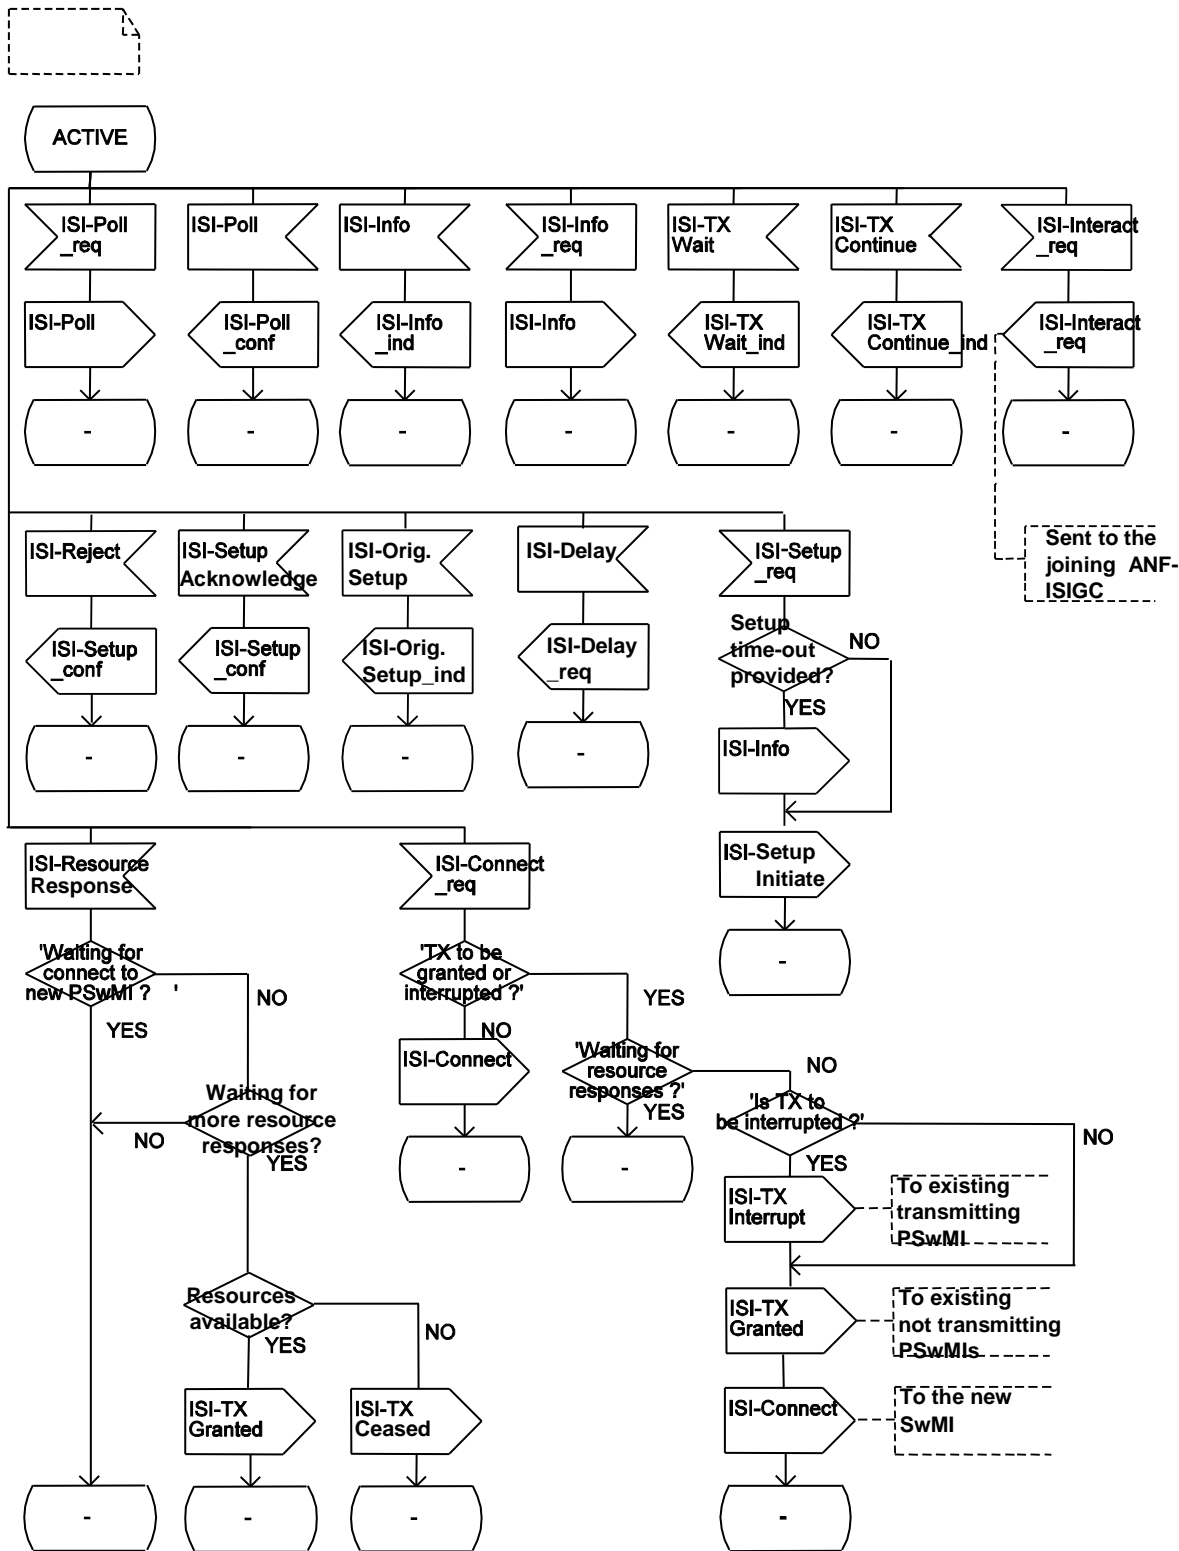 ACTIVE
ISI-Poll
_req
ISI-Poll
ISI-Info
ISI-Info
_req
ISI-TX
Wait
ISI-TX
Continue
ISI-Interact
_req
ISI-Poll
ISI-Poll
_conf
ISI-Info
_ind
ISI-Info
ISI-TX
Wait_ind
ISI-TX
Continue_ind
ISI-Interact
_req
-
-
-
-
-
-
-
Sent to the
joining ANF-
ISIGC
ISI-Reject
ISI-Setup
Acknowledge
ISI-Orig.
Setup
ISI-Delay
ISI-Setup
_req
ISI-Setup
_conf
ISI-Setup
_conf
ISI-Orig.
Setup_ind
ISI-Delay
_req
Setup
time-out
provided?
NO
YES
-
-
-
-
ISI-Info
ISI-Setup
Initiate
-
ISI-Resource
Response
ISI-Connect
_req
'Waiting for
connect to
new PSwMI ? '
NO
YES
'TX to be
granted or
interrupted ?'
YES
NO
ISI-Connect
'Waiting for
resource
responses ?'
NO
YES
Waiting for
more resource
responses?
NO
YES
-
-
'Is TX to
be interrupted ?'
NO
YES
ISI-TX
Interrupt
To existing
transmitting
PSwMI
Resources
available?
NO
YES
ISI-TX
Granted
To existing
not transmitting
PSwMIs
ISI-TX
Granted
ISI-TX
Ceased
ISI-Connect
To the new
SwMI
-
-
-
-